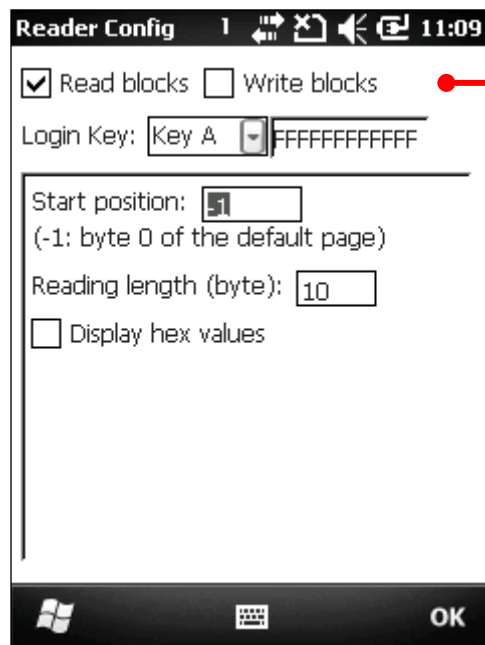 Reader Config 11:09
Read blocks Write blocks
Login Key: Key A FFFFFFFFFFFF
Start position: -1
(-1: byte 0 of the default page)
Reading length (byte): 10
Display hex values
OK